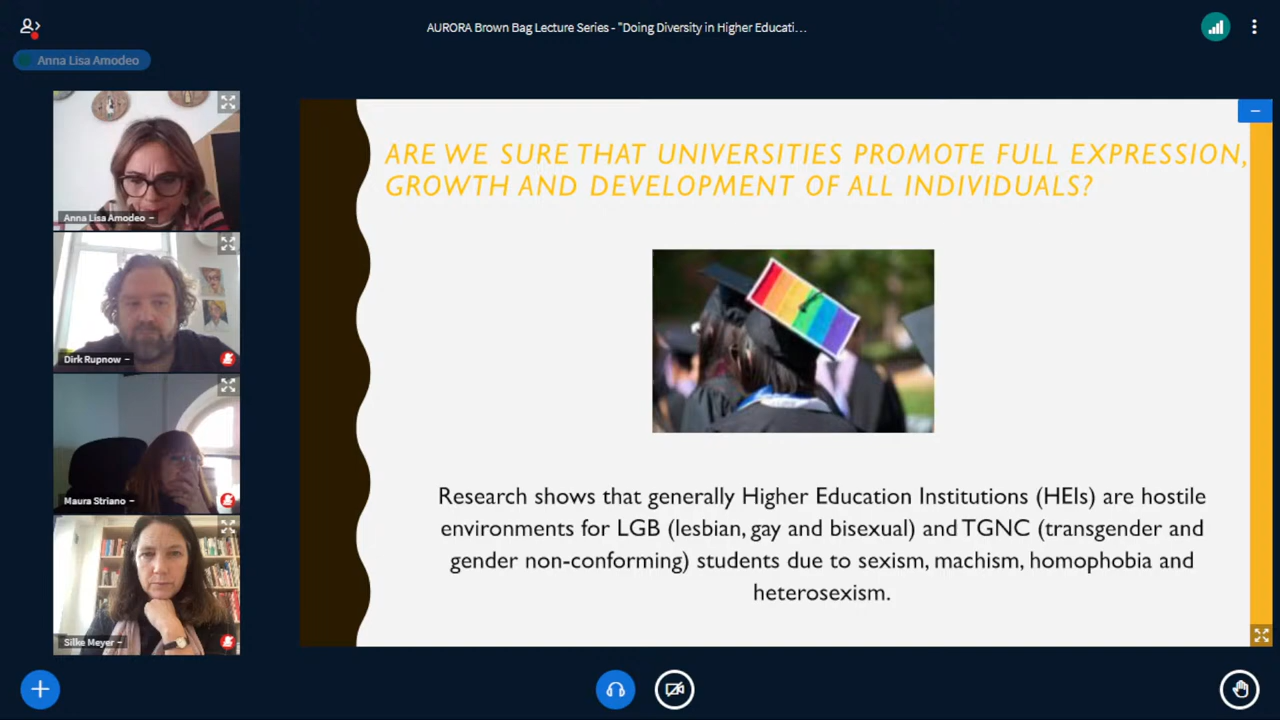 AURORA Brown Bag Lecture Series - "Doing Diversity in Higher Educati...
Anna Lisa Amodeo
Anna Lisa Amodeo
Dirk Rupnow
Maura Striano
Silke Meyer
ARE WE SURE THAT UNIVERSITIES PROMOTE FULL EXPRESSION,
GROWTH AND DEVELOPMENT OF ALL INDIVIDUALS?
Research shows that generally Higher Education Institutions (HEIs) are hostile
environments for LGB (lesbian, gay and bisexual) and TGNC (transgender and
gender non-conforming) students due to sexism, machism, homophobia and
heterosexism.